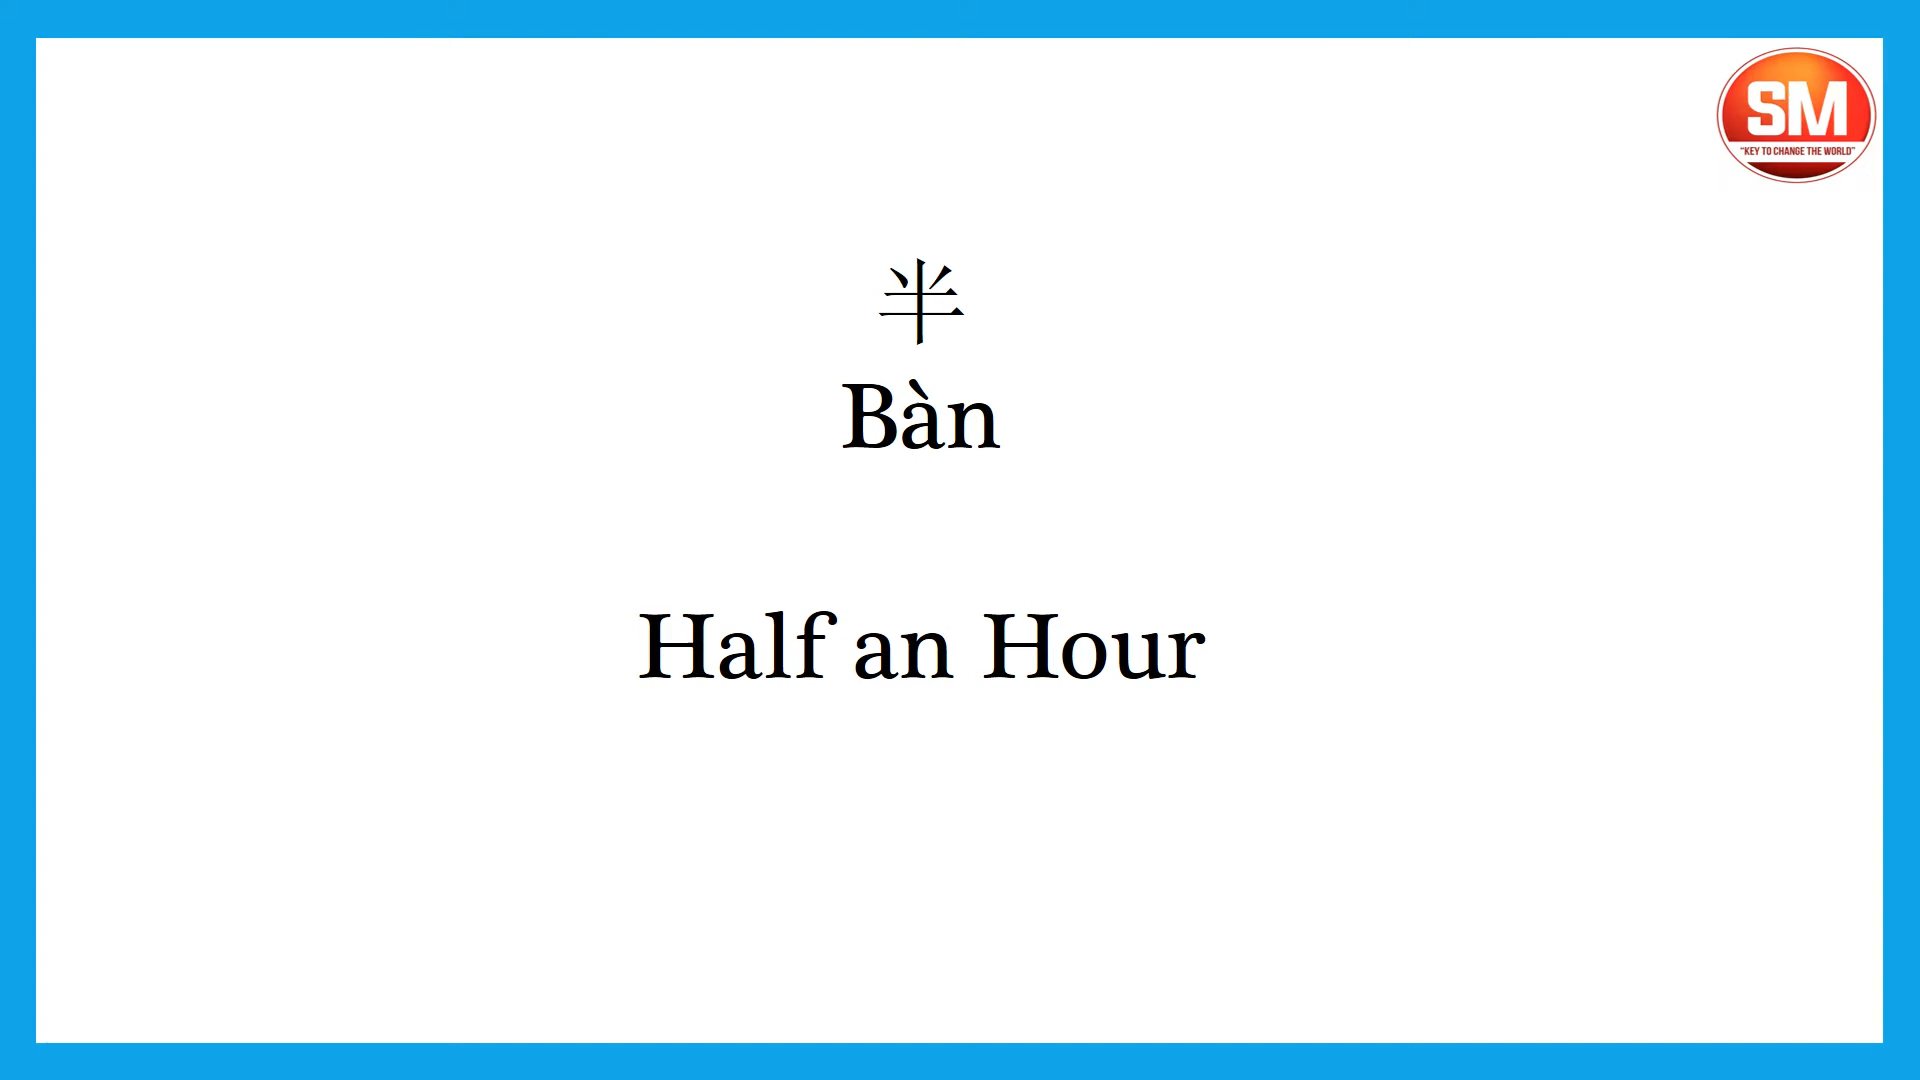 SM
“KEY TO CHANGE THE WORLD”
半
Bàn
Half an Hour